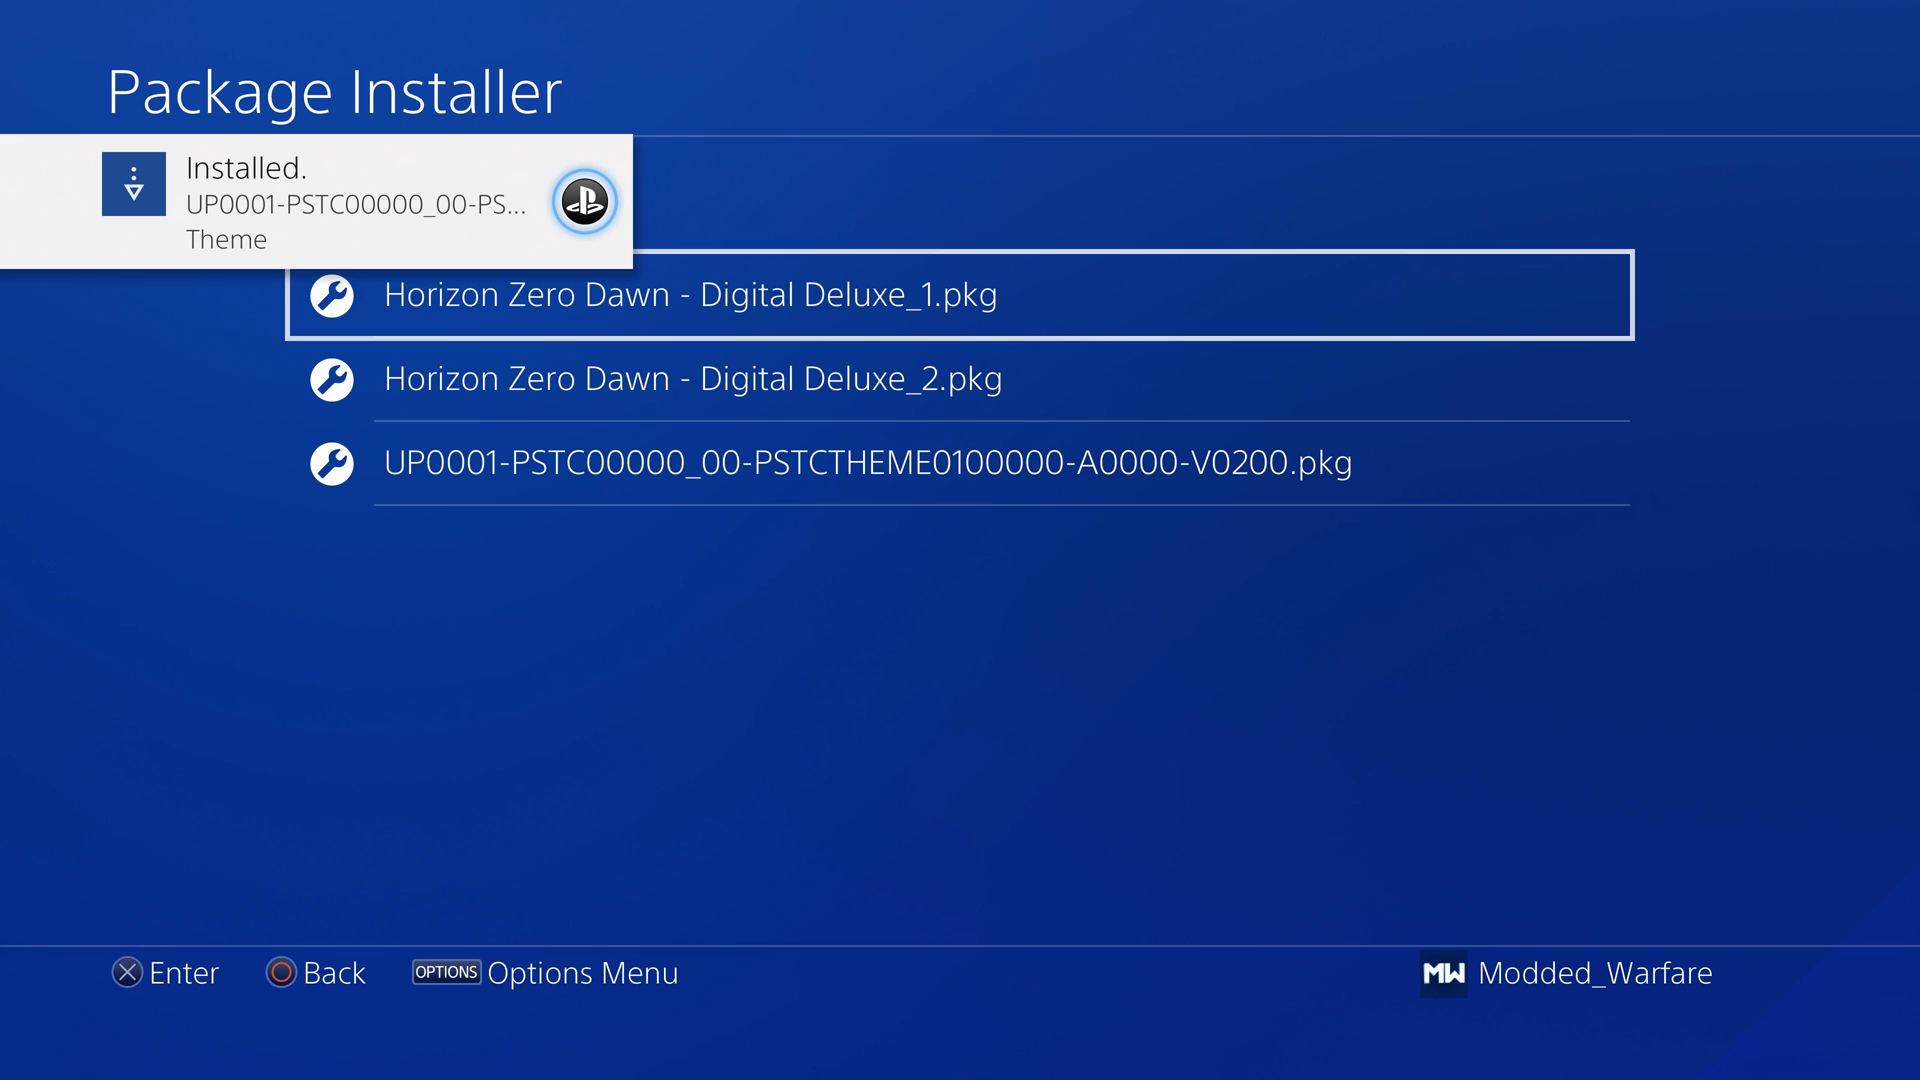 Package Installer
Installed.
UP0001-PSTC00000_00-PS...
Theme
Horizon Zero Dawn - Digital Deluxe_1.pkg
Horizon Zero Dawn - Digital Deluxe_2.pkg
UP0001-PSTC00000_00-PSTCTHEME0100000-A0000-V0200.pkg
Enter Back OPTIONS Options Menu MW Modded_Warfare